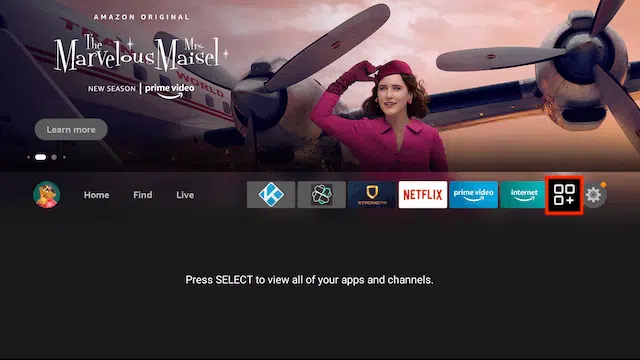 AMAZON ORIGINAL
The Marvelous Mrs. Maisel
NEW SEASON | prime video
WORLD
Learn more
Home Find Live NETFLIX prime video internet
Press SELECT to view all of your apps and channels.